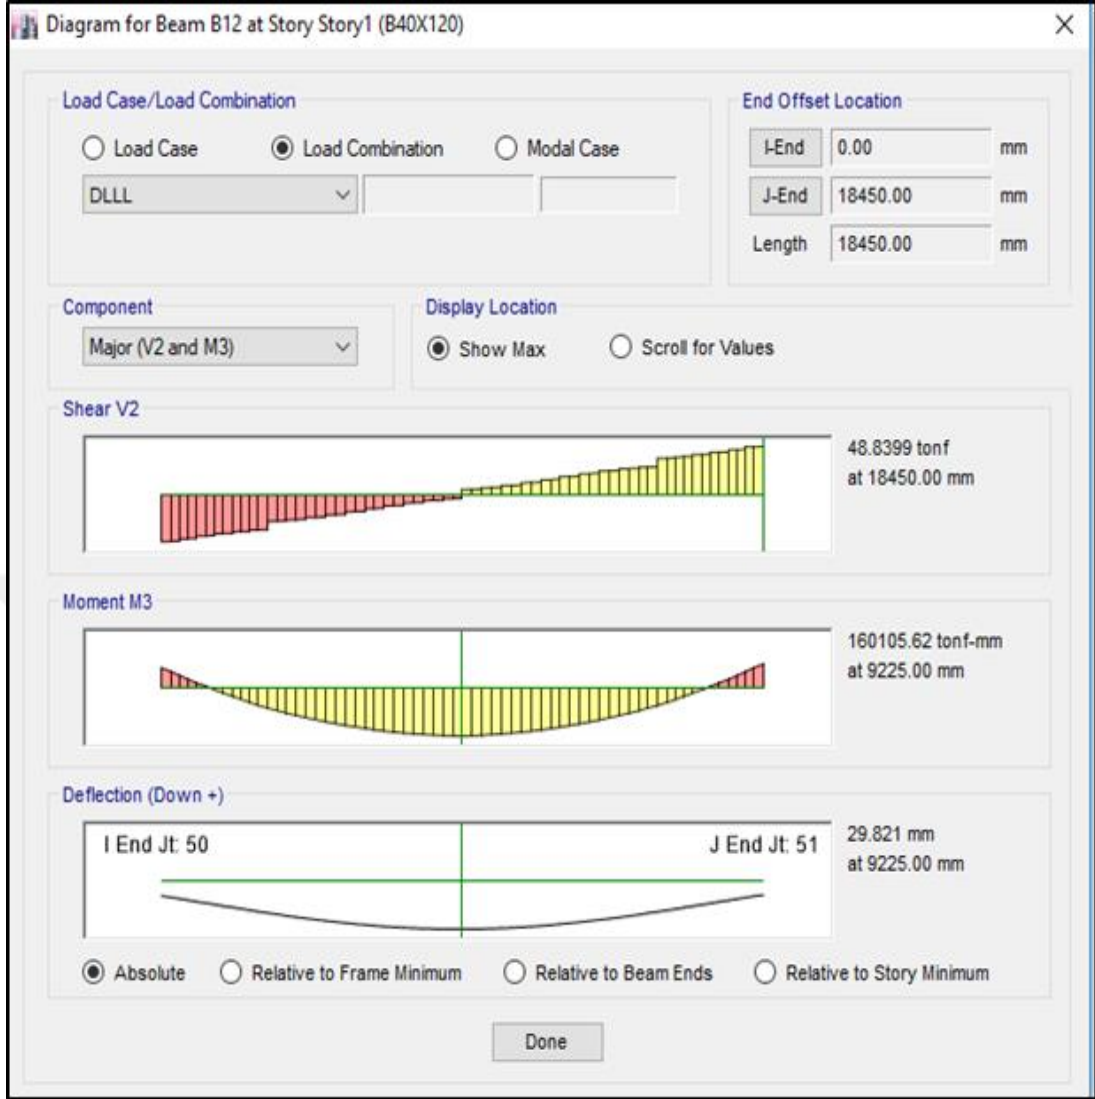 Diagram for Beam B12 at Story Story1 (B40X120)
Load Case/Load Combination
Load Case
Load Combination
Modal Case
DLLL
End Offset Location
I-End
0.00
mm
J-End
18450.00
mm
Length
18450.00
mm
Component
Major (V2 and M3)
Display Location
Show Max
Scroll for Values
Shear V2
48.8399 tonf
at 18450.00 mm
Moment M3
160105.62 tonf-mm
at 9225.00 mm
Deflection (Down +)
I End Jt: 50
J End Jt: 51
29.821 mm
at 9225.00 mm
Absolute
Relative to Frame Minimum
Relative to Beam Ends
Relative to Story Minimum
Done